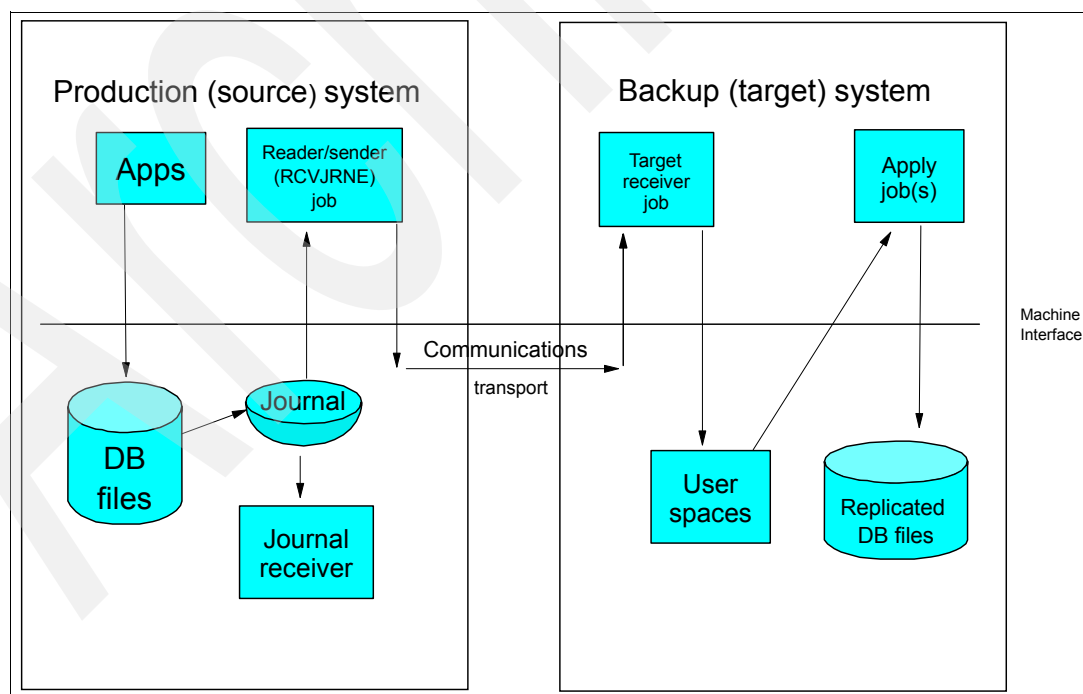 Production (source) system
Apps
Reader/sender
(RCVJRNE)
job
DB
files
Journal
Journal
receiver
Communications
transport
Backup (target) system
Target
receiver
job
Apply
job(s)
User
spaces
Replicated
DB files
Machine
Interface